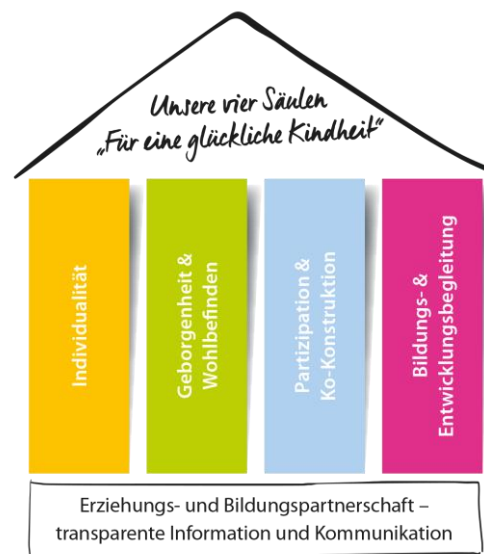 Unsere vier Säulen
„Für eine glückliche Kindheit“
Individualität
Geborgenheit &
Wohlbefinden
Partizipation &
Ko-Konstruktion
Bildungs- &
Entwicklungsbegleitung
Erziehungs- und Bildungspartnerschaft –
transparente Information und Kommunikation